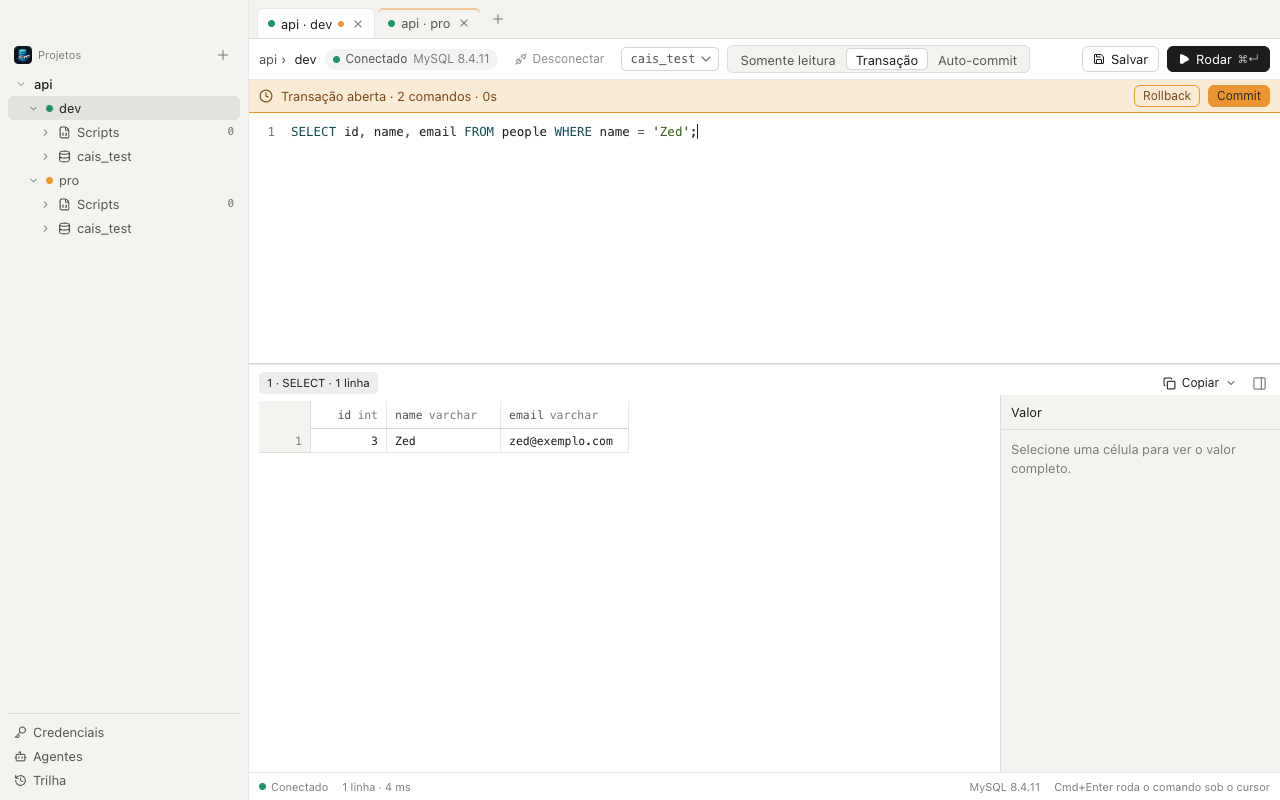 api · dev
api · pro
Projetos
api › dev
Conectado MySQL 8.4.11
Desconectar
cais_test
Somente leitura
Transação
Auto-commit
Salvar
Rodar ⌘↵
api
dev
Scripts 0
cais_test
pro
Scripts 0
cais_test
Transação aberta · 2 comandos · 0s
Rollback
Commit
1 SELECT id, name, email FROM people WHERE name = 'Zed';
1 · SELECT · 1 linha
Copiar
id int name varchar email varchar
1 3 Zed zed@exemplo.com
Valor
Selecione uma célula para ver o valor
completo.
Credenciais
Agentes
Trilha
Conectado 1 linha · 4 ms
MySQL 8.4.11 Cmd+Enter roda o comando sob o cursor